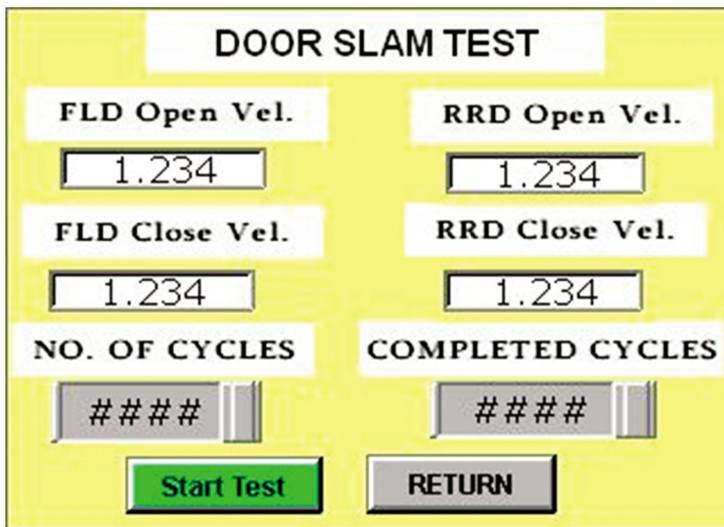 DOOR SLAM TEST
FLD Open Vel.
RRD Open Vel.
1.234
1.234
FLD Close Vel.
RRD Close Vel.
1.234
1.234
NO. OF CYCLES
COMPLETED CYCLES
####
####
Start Test
RETURN